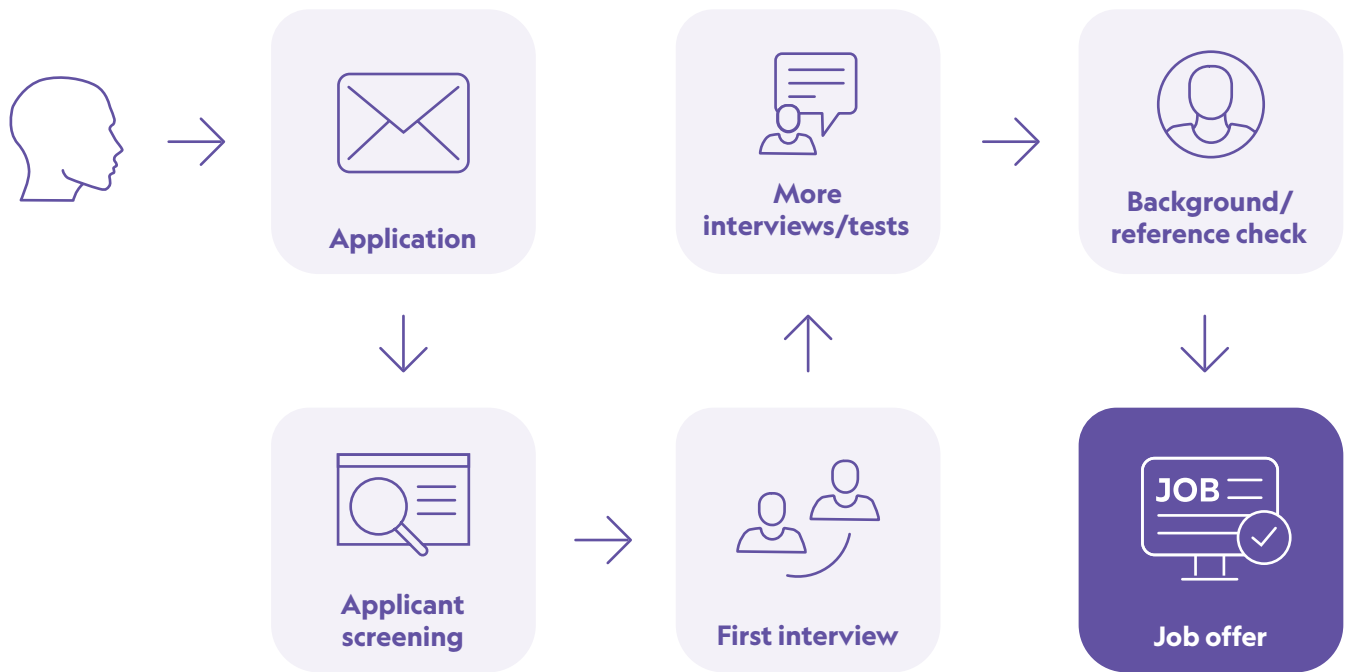 Application
Applicant
screening
First interview
More
interviews/tests
Background/
reference check
JOB
Job offer